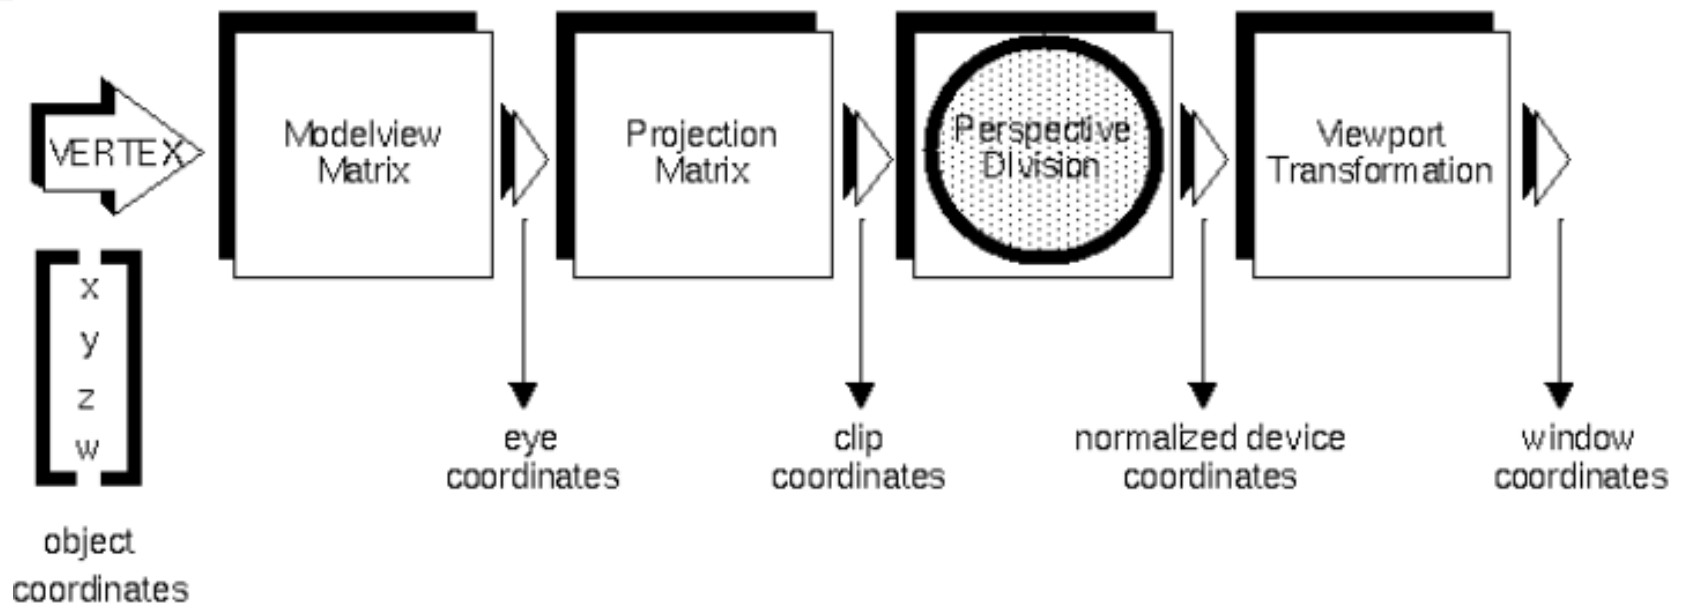 VERTEX
Modelview
Matrix
Projection
Matrix
Perspective
Division
Viewport
Transformation
x
y
z
w
object
coordinates
eye
coordinates
clip
coordinates
normalized device
coordinates
window
coordinates